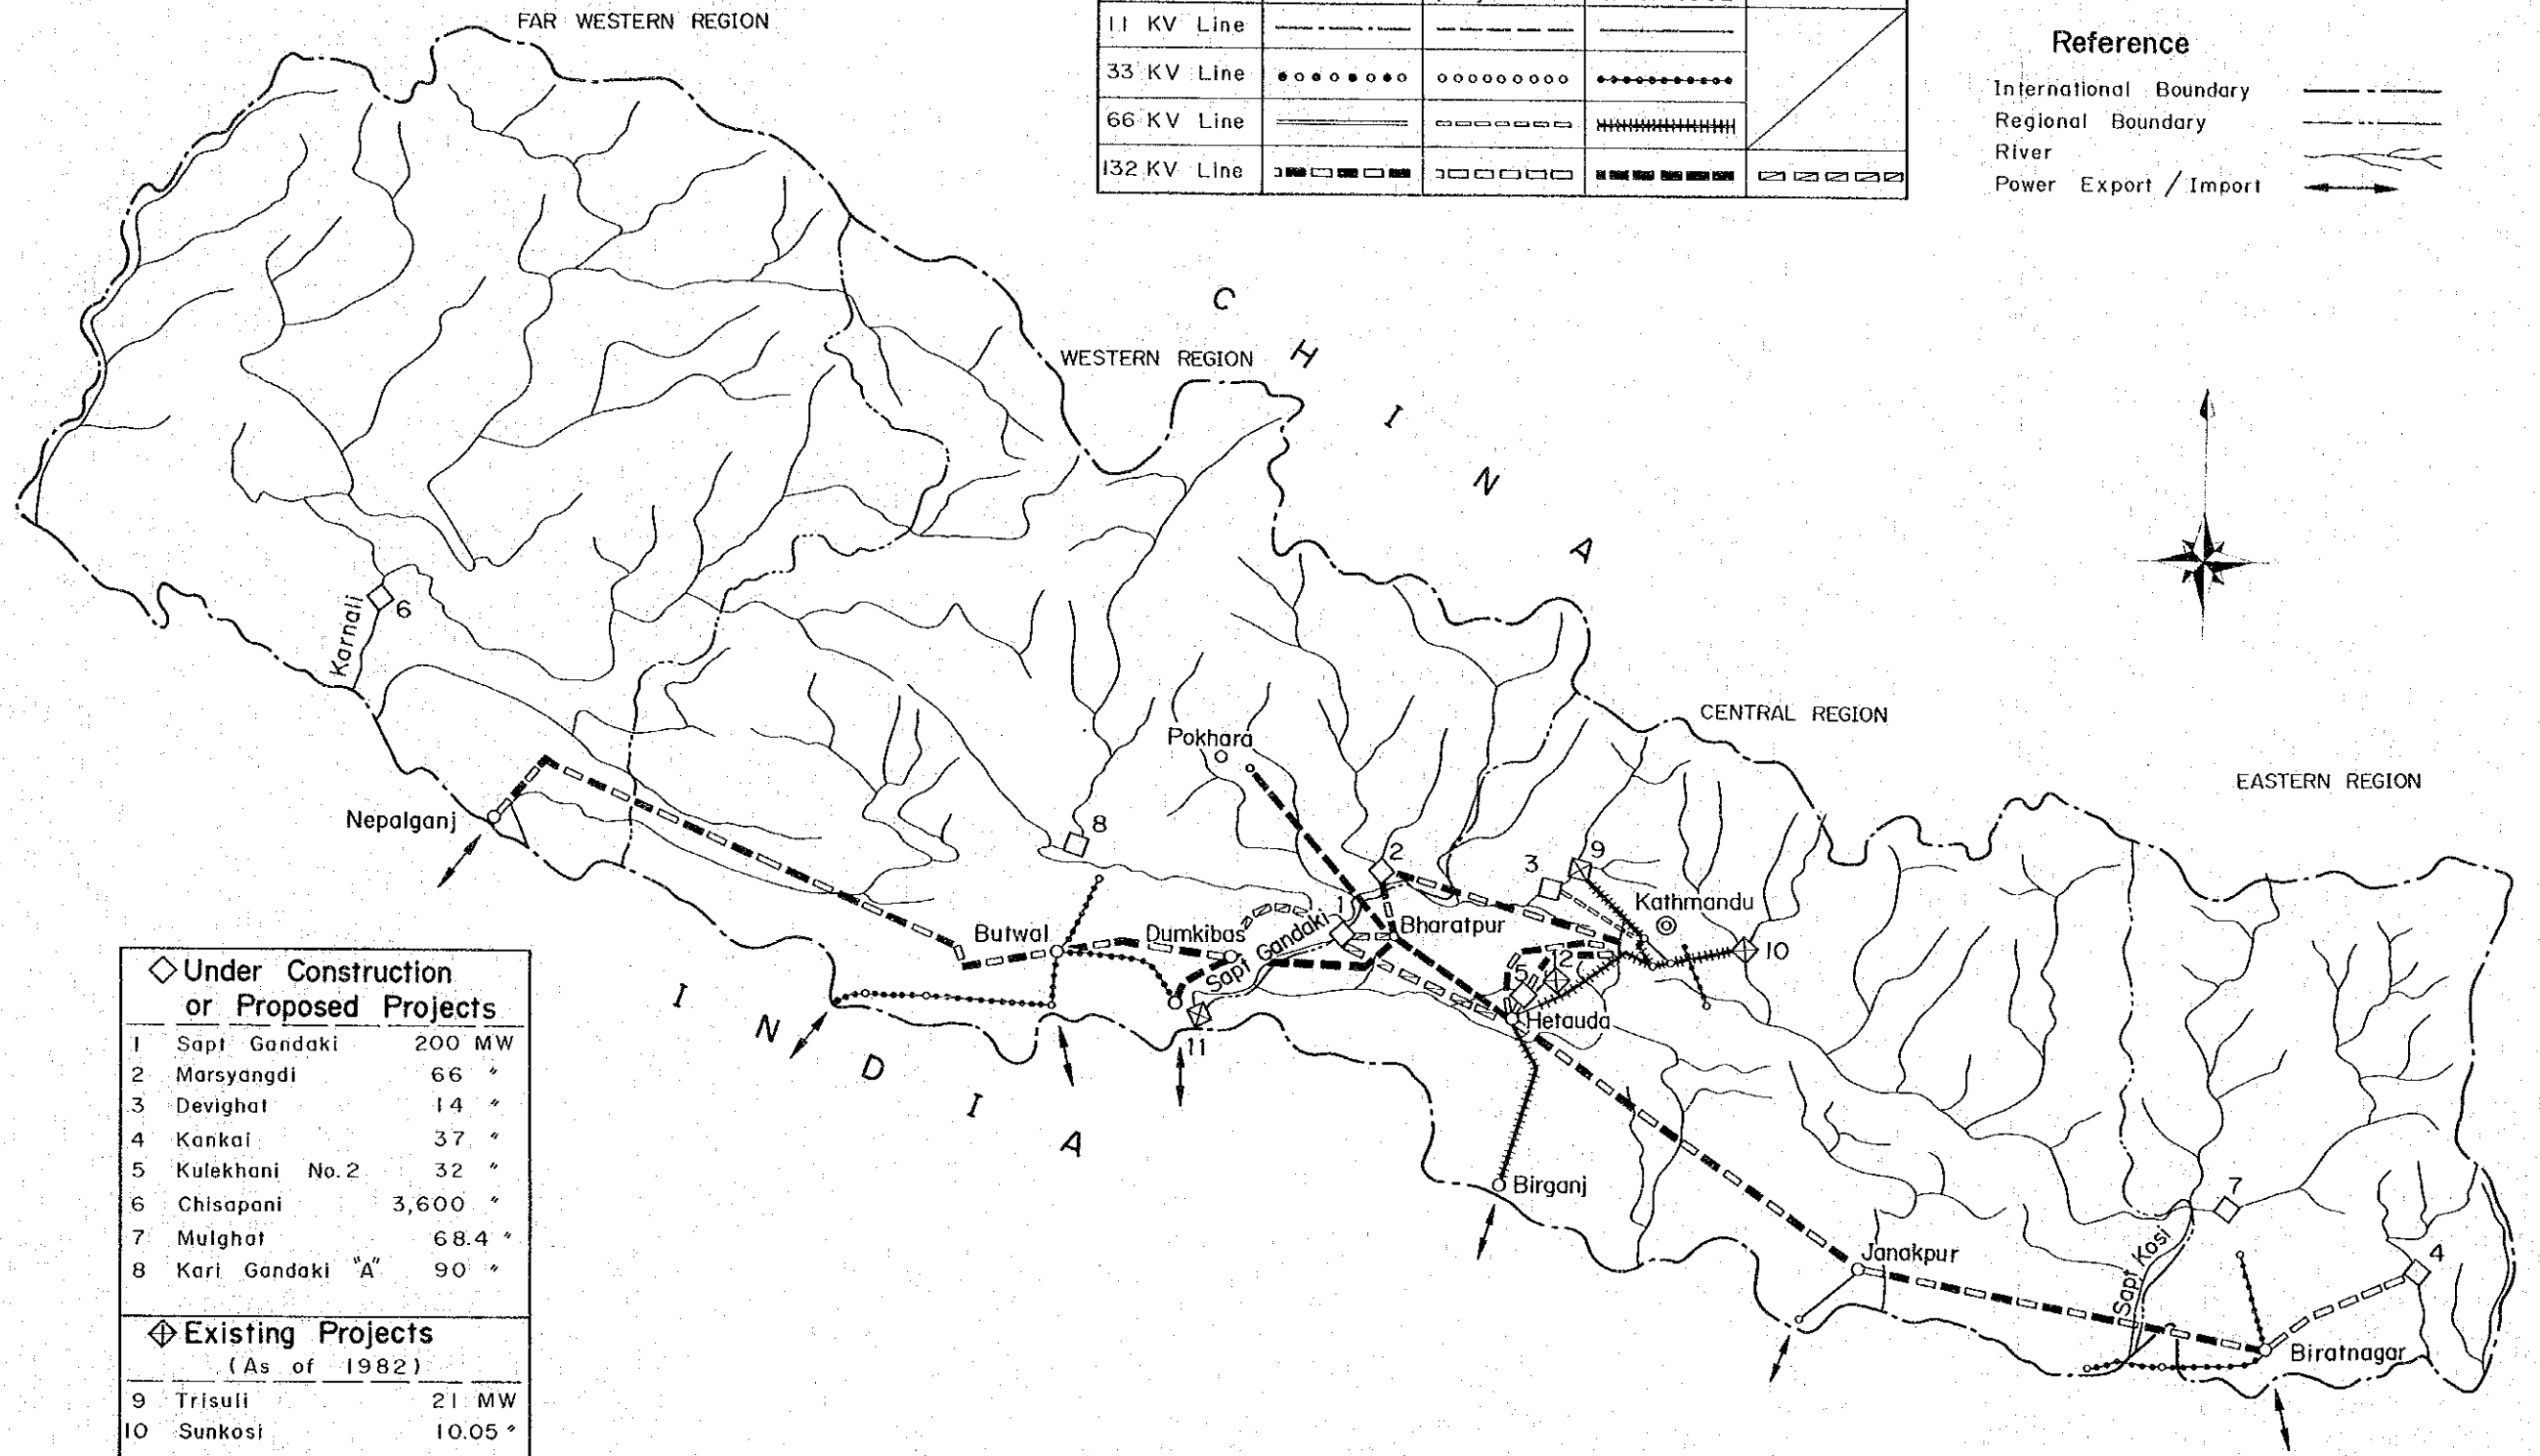 FAR WESTERN REGION
11 KV Line
33 KV Line
66 KV Line
132 KV Line
Reference
International Boundary
Regional Boundary
River
Power Export / Import
C
H
I
N
A
WESTERN REGION
CENTRAL REGION
EASTERN REGION
Karnali
6
Pokhara
Nepalganj
8
2
3
9
Kathmandu
1
Butwal
Dumkibas
Sapt Gandaki
Bharatpur
10
5
12
Hetauda
11
I
N
D
I
A
Birganj
7
Janakpur
Sapt Kosi
4
Biratnagar
Under Construction
or Proposed Projects
1 Sapt Gandaki 200 MW
2 Marsyangdi 66 "
3 Devighat 14 "
4 Kankai 37 "
5 Kulekhani No.2 32 "
6 Chisapani 3,600 "
7 Mulghat 68.4 "
8 Kari Gandaki "A" 90 "
Existing Projects
(As of 1982)
9 Trisuli 21 MW
10 Sunkosi 10.05 "